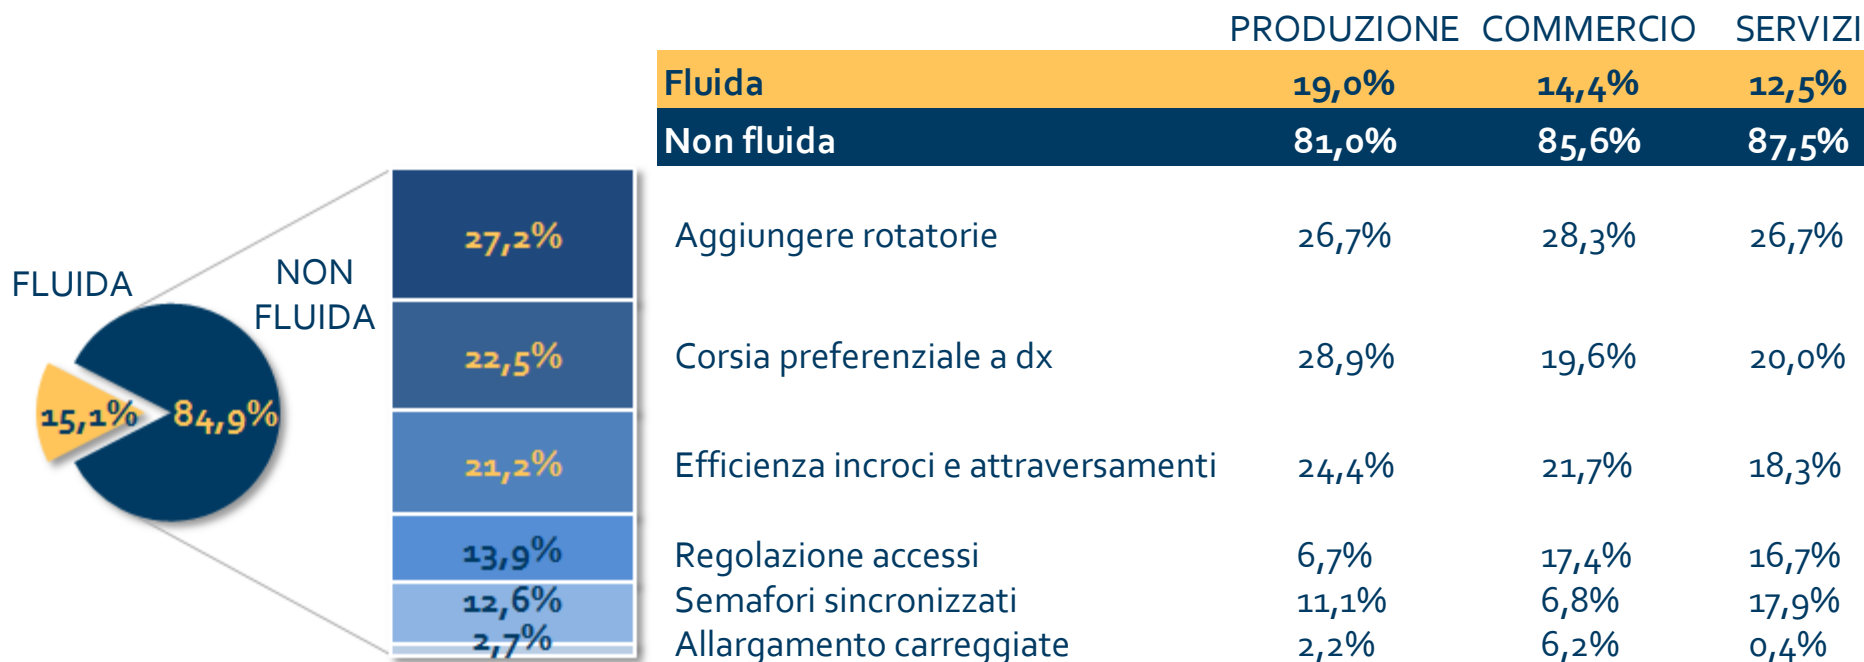 PRODUZIONE COMMERCIO SERVIZI
Fluida 19,0% 14,4% 12,5%
Non fluida 81,0% 85,6% 87,5%
27,2% Aggiungere rotatorie 26,7% 28,3% 26,7%
FLUIDA
NON
FLUIDA
22,5% Corsia preferenziale a dx 28,9% 19,6% 20,0%
15,1% 84,9%
21,2% Efficienza incroci e attraversamenti 24,4% 21,7% 18,3%
13,9% Regolazione accessi 6,7% 17,4% 16,7%
12,6% Semafori sincronizzati 11,1% 6,8% 17,9%
2,7% Allargamento carreggiate 2,2% 6,2% 0,4%